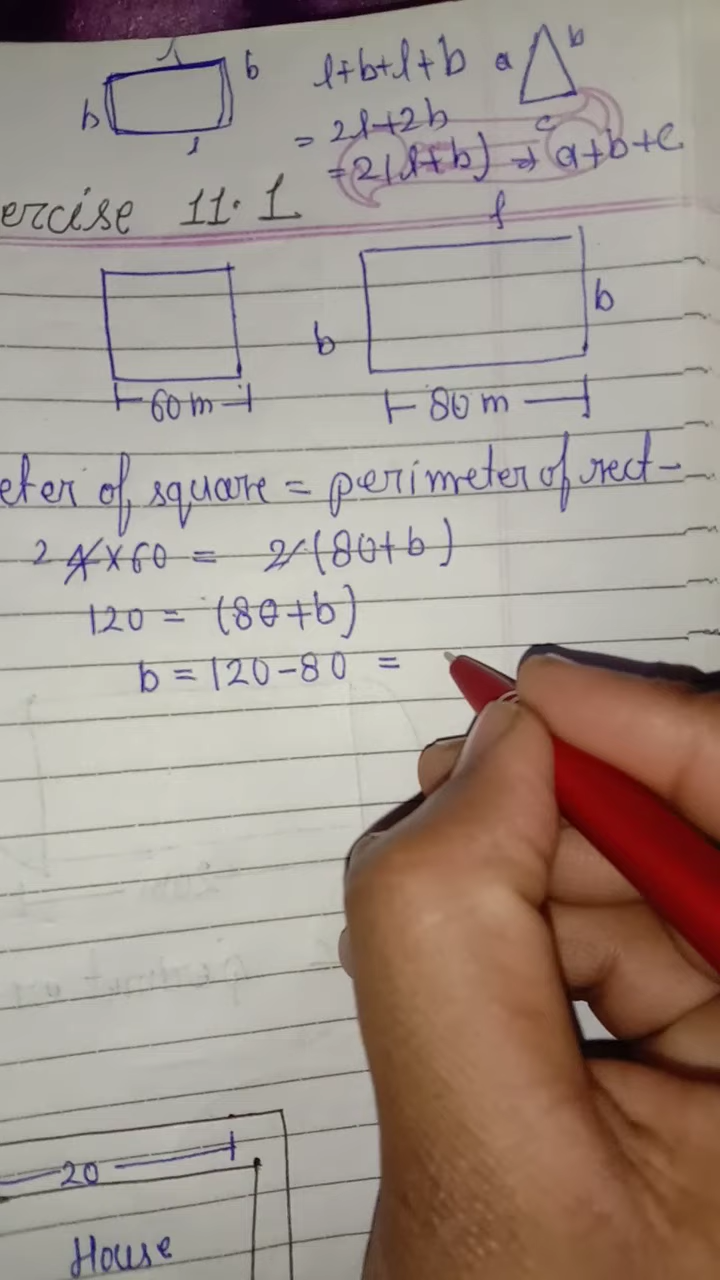 l
b l+b+l+b a b
b
l = 2l+2b c
= 2(l+b) → a+b+c
ercise 11.1
l
b b
60 m 80 m
eter of square = perimeter of rect-
2 4×60 = 2(80+b)
120 = (80+b)
b = 120-80 =
20
House